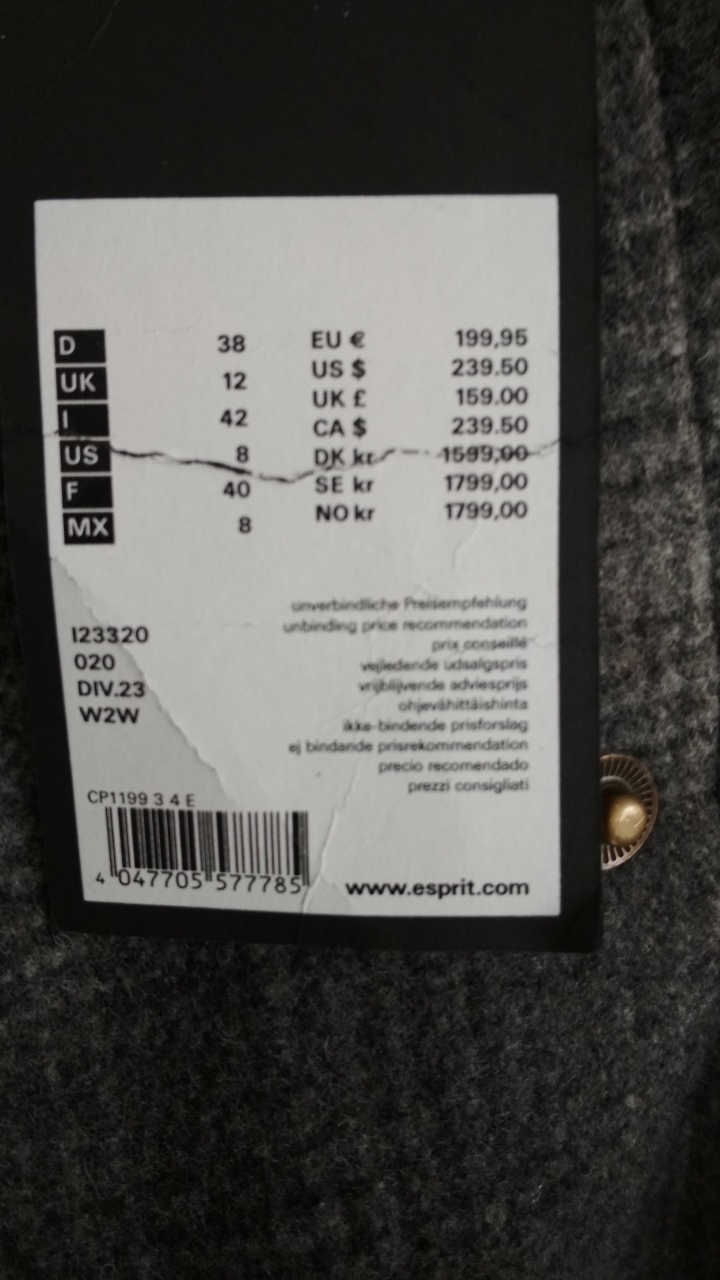 D 38
UK 12
I 42
US 8
F 40
MX 8
EU € 199,95
US $ 239.50
UK £ 159.00
CA $ 239.50
DK kr 1599,00
SE kr 1799,00
NO kr 1799,00
unverbindliche Preisempfehlung
unbinding price recommendation
prix conseillé
vejledende udsalgspris
vrijblijvende adviesprijs
ohjevähittäishinta
ikke-bindende prisforslag
ej bindande prisrekommendation
precio recomendado
prezzi consigliati
I23320
020
DIV.23
W2W
CP1199 3 4 E
4 047705 577785
www.esprit.com